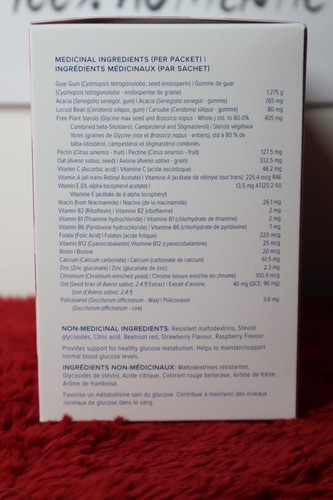 100% AUTHENTIC
MEDICINAL INGREDIENTS (PER PACKET) |
INGRÉDIENTS MÉDICINAUX (PAR SACHET)
Guar Gum (Cyamopsis tetragonoloba, seed endosperm) | Gomme de guar
(Cyamopsis tetragonoloba - endosperme de graine) 1.275 g
Acacia (Senegalia senegal, gum) | Acacia (Senegalia senegal - gomme) 765 mg
Locust Bean (Ceratonia siliqua, gum) | Caroube (Ceratonia siliqua - gomme) 80 mg
Free Plant Sterols (Glycine max seed and Brassica napus - Whole) std. to 80.0% 405 mg
Combined beta Sitosterol, Campesterol and Stigmasterol) | Stérols végétaux
libres (graines de Glycine max et Brassica napus - entiers), std à 80 % de
bêta-sitostérol, campestérol et stigmastérol combinés
Pectin (Citrus sinensis - fruit) | Pectine (Citrus sinensis - fruit) 127.5 mg
Oat (Avena sativa, seed) | Avoine (Avena sativa - grain) 332.5 mg
Vitamin C (Ascorbic acid) | Vitamine C (acide ascorbique) 48.2 mg
Vitamin A (all-trans-Retinyl Acetate) | Vitamine A (acétate de rétinyle tout trans) 225.4 mcg RAE
Vitamin E (DL-alpha tocopherol acetate) | 13.5 mg AT(20.2 IU)
Vitamine E (acétate de d-alpha tocophéryl)
Niacin (from Niacinamide) | Niacine (de la niacinamide) 26.1 mg
Vitamin B2 (Riboflavin) | Vitamine B2 (riboflavine) 2 mg
Vitamin B1 (Thiamine hydrochloride) | Vitamine B1 (chlorhydrate de thiamine) 2 mg
Vitamin B6 (Pyridoxine hydrochloride) | Vitamine B6 (chlorhydrate de pyridoxine) 7 mg
Folate (Folic Acid) | Folates (acide folique) 220 mcg
Vitamin B12 (Cyanocobalamin) Vitamine B12 (cyanocobalamine) 25 mcg
Biotin | Biotine 20 mcg
Calcium (Calcium carbonate) | Calcium (carbonate de calcium) 61.5 mg
Zinc (Zinc gluconate) | Zinc (gluconate de zinc) 2.3 mg
Chromium (Chromium enriched yeast) | Chrome (levure enrichie en chrome) 100.9 mcg
Oat (Seed bran of Avena sativa; 2.4:1) Extract | Extrait d'avoine 40 mg (QCE: 96 mg)
(son d'Avena sativa; 2,4:1)
Policosanol (Saccharum officinarum - Wax) | Policosanol 3.6 mg
(Saccharum officinarum - cire)
NON-MEDICINAL INGREDIENTS: Resistant maltodextrins, Steviol
glycosides, Citric acid, Beetroot red, Strawberry Flavour, Raspberry Flavour.
Provides support for healthy glucose metabolism. Helps to maintain/support
normal blood glucose levels.
INGRÉDIENTS NON-MÉDICINAUX: Maltodextrines résistantes,
Glycosides de stéviol, Acide citrique, Colorant rouge betterave, Arôme de fraise,
Arôme de framboise.
Favorise un métabolisme sain du glucose. Contribue à maintenir des niveaux
normaux de glucose dans le sang.